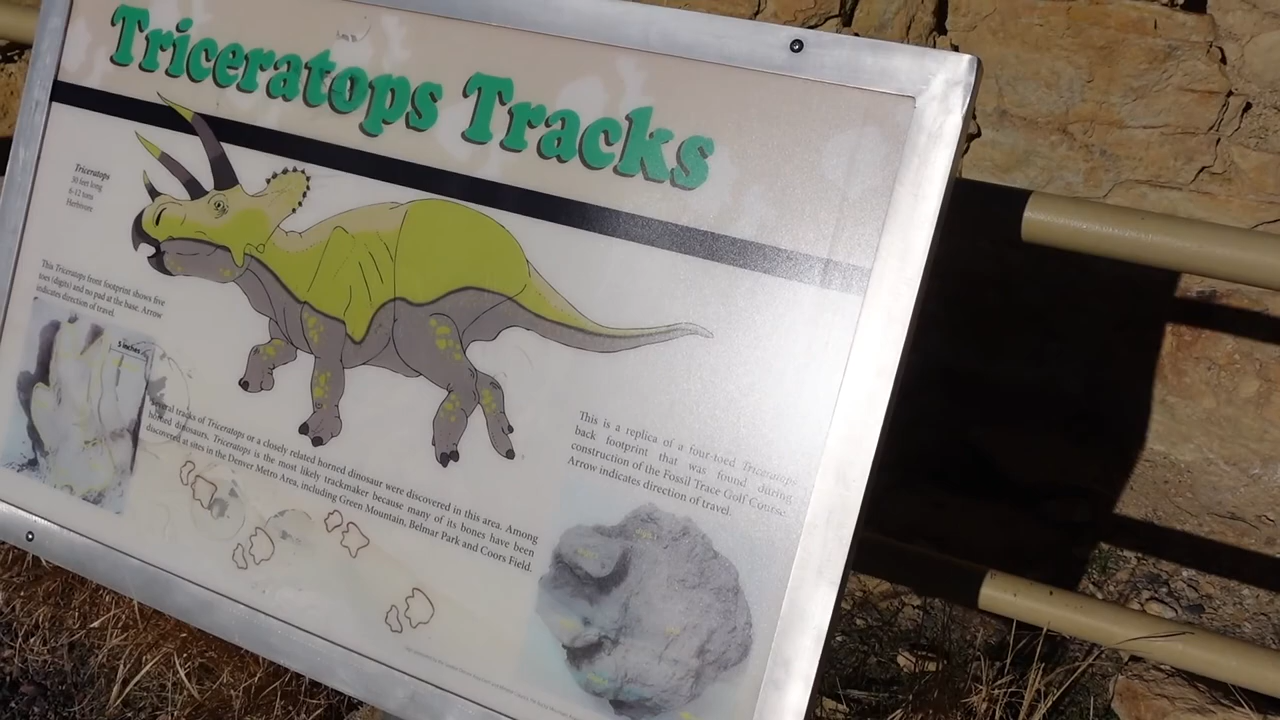 Triceratops Tracks
Triceratops
30 feet long
6-12 tons
Herbivore
This Triceratops front footprint shows five
toes (digits) and no pad at the base. Arrow
indicates direction of travel.
5 inches
Several tracks of Triceratops or a closely related horned dinosaur were discovered in this area. Among
horned dinosaurs, Triceratops is the most likely trackmaker because many of its bones have been
discovered at sites in the Denver Metro Area, including Green Mountain, Belmar Park and Coors Field.
This is a replica of a four-toed Triceratops
back footprint that was found during
construction of the Fossil Trace Golf Course.
Arrow indicates direction of travel.